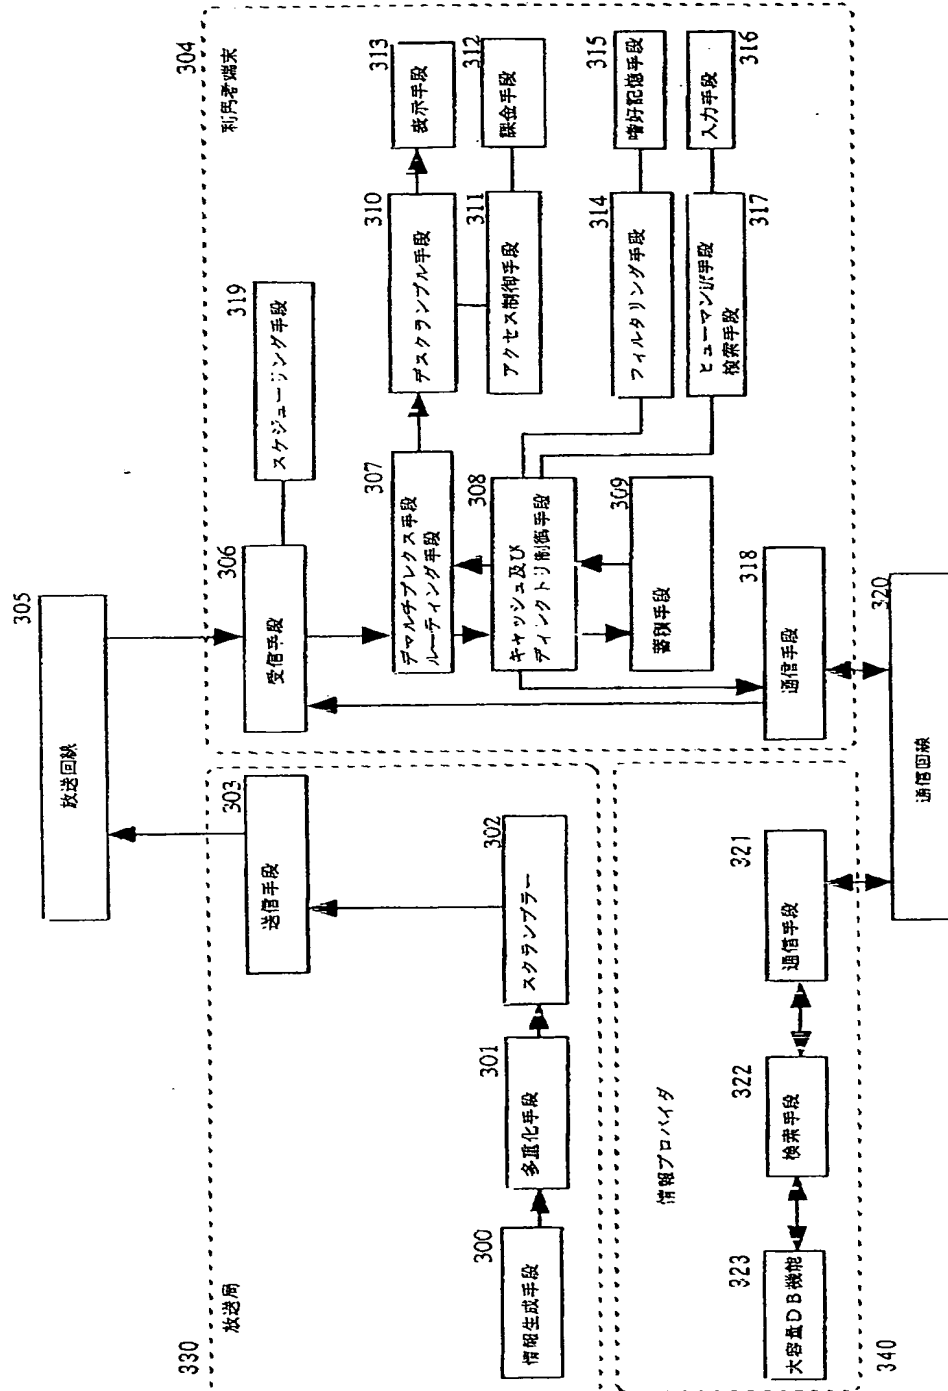 330
放送局
300
情報生成手段
301
多重化手段
302
スクランブラー
303
送信手段
305
放送回線
304
利用者端末
306
受信手段
319
スケジューリング手段
307
デマルチプレクス手段
ルーティング手段
310
デスクランブル手段
313
表示手段
311
アクセス制御手段
312
課金手段
308
キャッシュ及び
ディレクトリ制御手段
309
蓄積手段
314
フィルタリング手段
315
嗜好記憶手段
317
ヒューマンi/f手段
検索手段
316
入力手段
318
通信手段
320
通信回線
340
情報プロバイダ
323
大容量DB機能
322
検索手段
321
通信手段